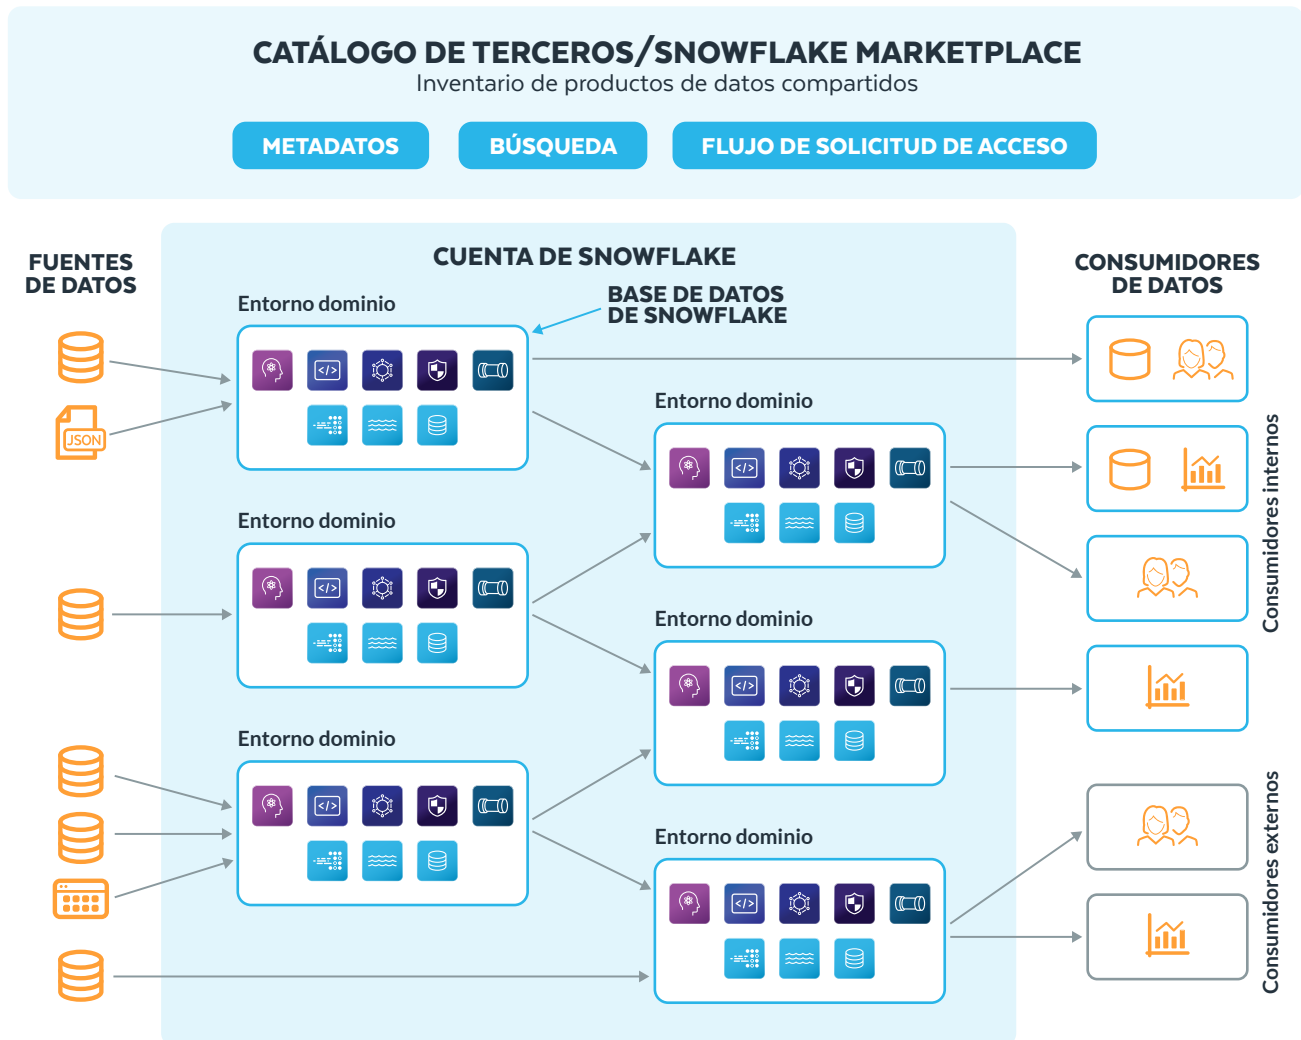 CATÁLOGO DE TERCEROS/SNOWFLAKE MARKETPLACE
Inventario de productos de datos compartidos
METADATOS
BÚSQUEDA
FLUJO DE SOLICITUD DE ACCESO
FUENTES
DE DATOS
CUENTA DE SNOWFLAKE
CONSUMIDORES
DE DATOS
Entorno dominio
BASE DE DATOS
DE SNOWFLAKE
</>
JSON
Entorno dominio
</>
Entorno dominio
</>
Entorno dominio
</>
Entorno dominio
</>
Entorno dominio
</>
Consumidores internos
Consumidores externos